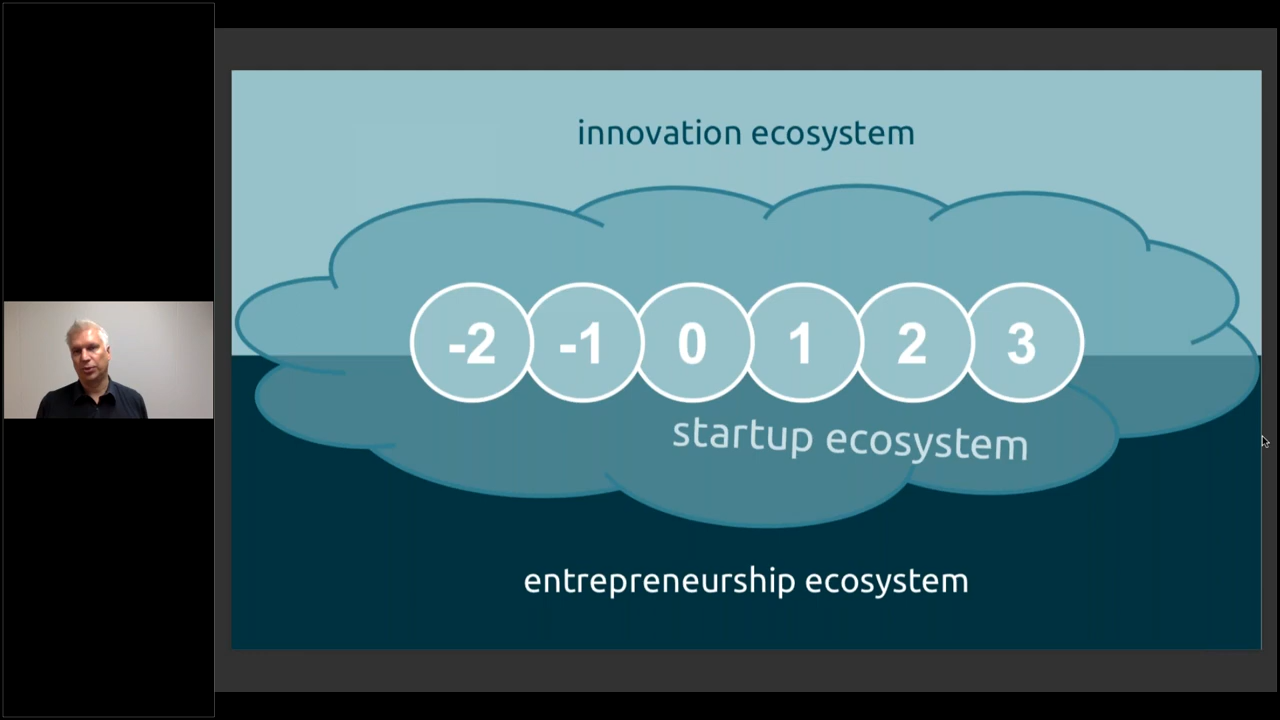 innovation ecosystem
-2 -1 0 1 2 3
startup ecosystem
entrepreneurship ecosystem